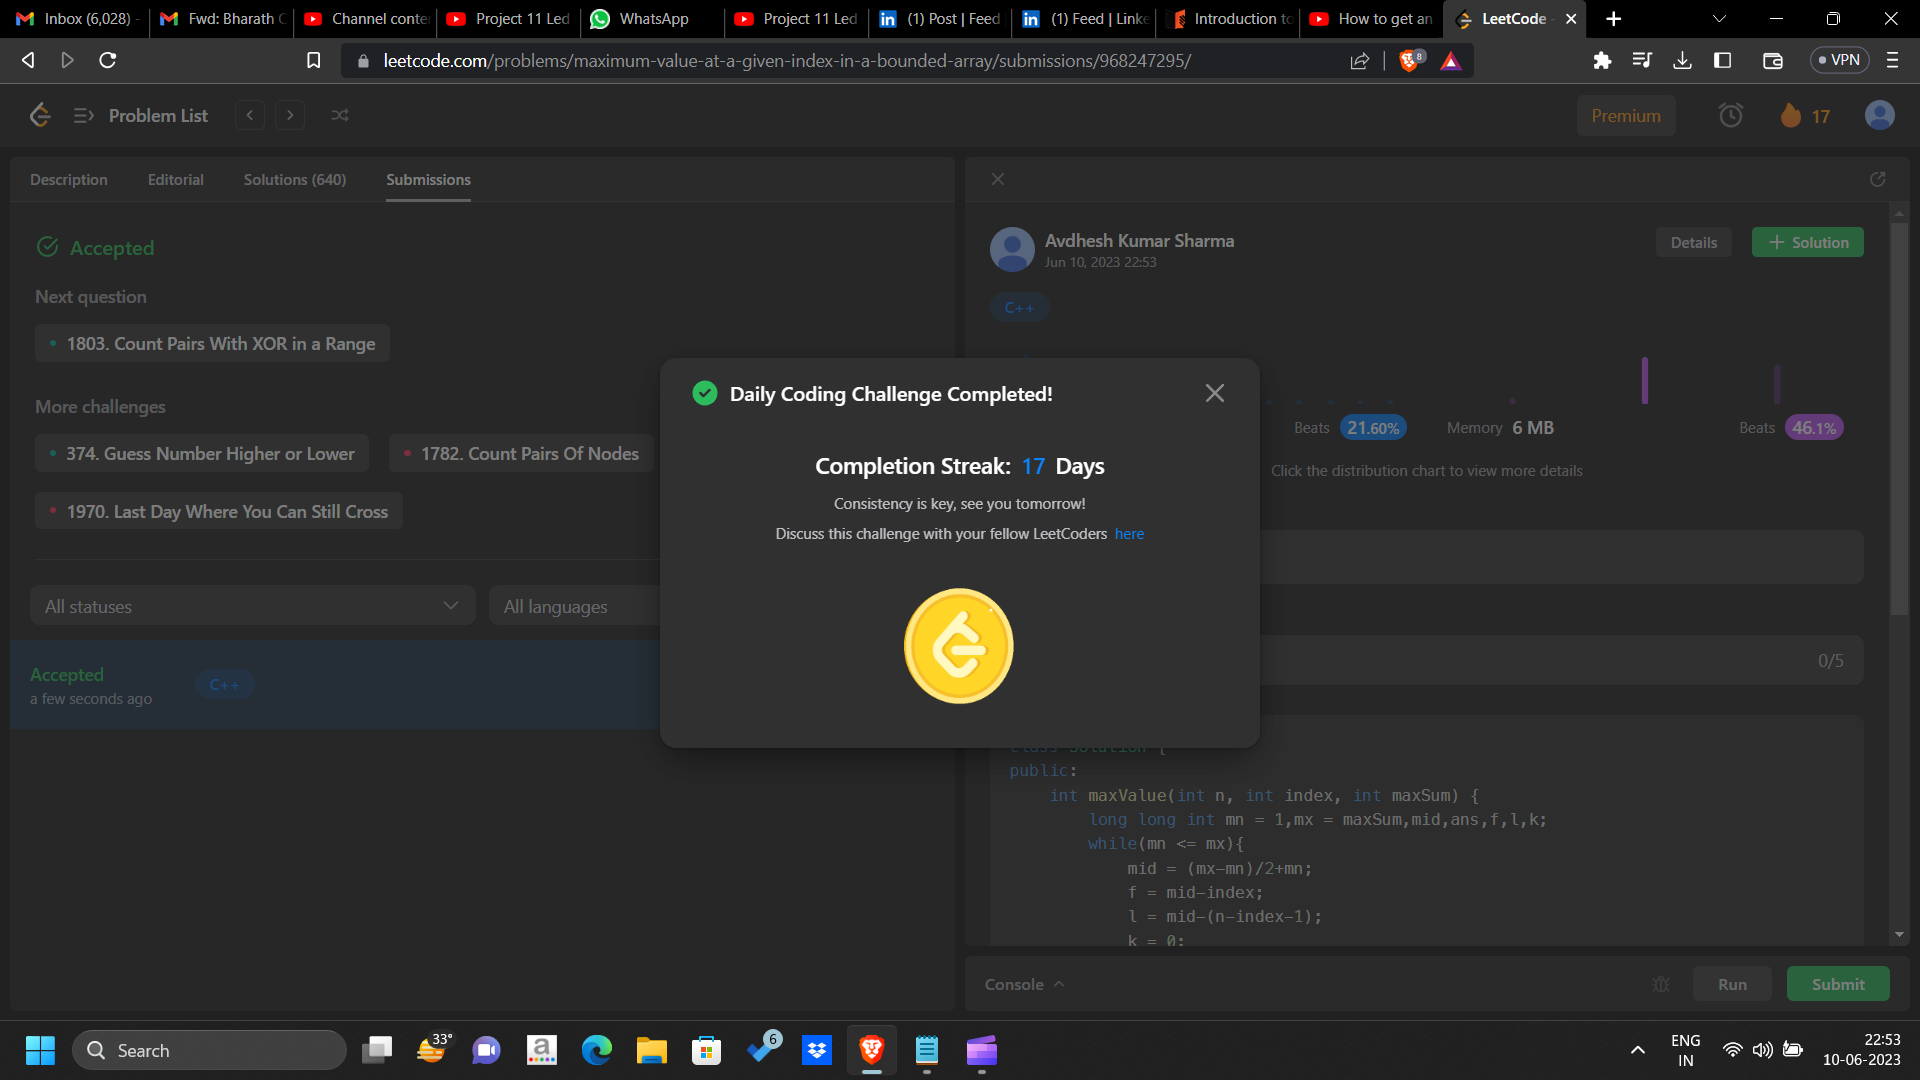 Inbox (6,028) -
Fwd: Bharath C
Channel conter
Project 11 Led
WhatsApp
Project 11 Led
(1) Post | Feed
(1) Feed | Linke
Introduction to
How to get an
LeetCode -
leetcode.com/problems/maximum-value-at-a-given-index-in-a-bounded-array/submissions/968247295/
8
VPN
Problem List
Premium
17
Description
Editorial
Solutions (640)
Submissions
Accepted
Next question
1803. Count Pairs With XOR in a Range
More challenges
374. Guess Number Higher or Lower
1782. Count Pairs Of Nodes
1970. Last Day Where You Can Still Cross
All statuses
All languages
Accepted
a few seconds ago
C++
Avdhesh Kumar Sharma
Jun 10, 2023 22:53
Details
+ Solution
C++
Daily Coding Challenge Completed!
Completion Streak: 17 Days
Consistency is key, see you tomorrow!
Discuss this challenge with your fellow LeetCoders here
Beats 21.60%
Memory 6 MB
Beats 46.1%
Click the distribution chart to view more details
0/5
class Solution {
public:
int maxValue(int n, int index, int maxSum) {
long long int mn = 1,mx = maxSum,mid,ans,f,l,k;
while(mn <= mx){
mid = (mx-mn)/2+mn;
f = mid-index;
l = mid-(n-index-1);
k = 0;
Console
Run
Submit
Search
33°
a
6
ENG
IN
22:53
10-06-2023